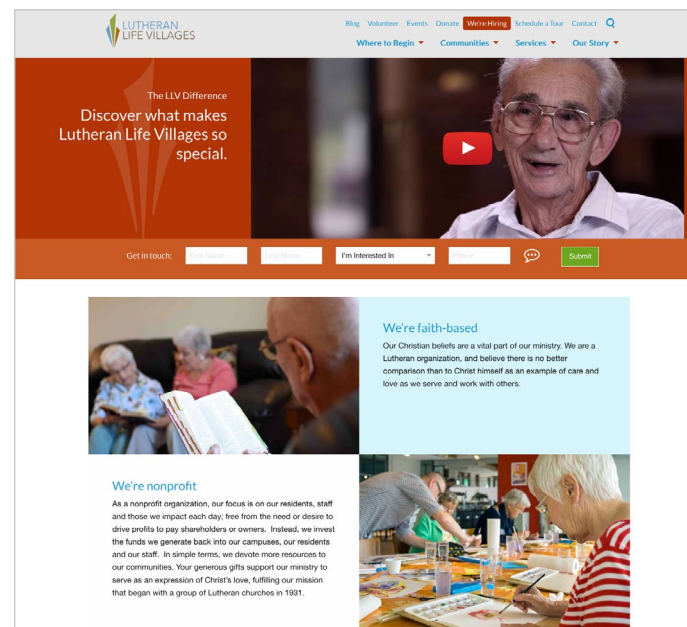 LUTHERAN
LIFE VILLAGES
Blog Volunteer Events Donate We're Hiring Schedule a Tour Contact
Where to Begin Communities Services Our Story
The LLV Difference
Discover what makes
Lutheran Life Villages so
special.
Get in touch: First Name Last Name I'm Interested In Phone Submit
We're faith-based
Our Christian beliefs are a vital part of our ministry. We are a
Lutheran organization, and believe there is no better
comparison than to Christ himself as an example of care and
love as we serve and work with others.
We're nonprofit
As a nonprofit organization, our focus is on our residents, staff
and those we impact each day; free from the need or desire to
drive profits to pay shareholders or owners. Instead, we invest
the funds we generate back into our campuses, our residents
and our staff. In simple terms, we devote more resources to
our communities. Your generous gifts support our ministry to
serve as an expression of Christ's love, fulfilling our mission
that began with a group of Lutheran churches in 1931.